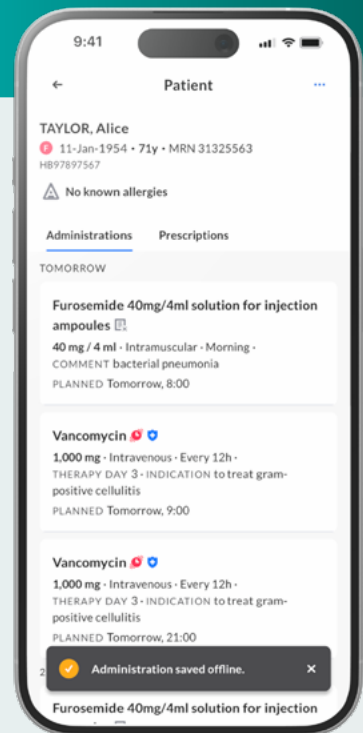 9:41
Patient
TAYLOR, Alice
F 11-Jan-1954 • 71y • MRN 31325563
HB97897567
No known allergies
Administrations Prescriptions
TOMORROW
Furosemide 40mg/4ml solution for injection
ampoules
40 mg / 4 ml · Intramuscular · Morning ·
COMMENT bacterial pneumonia
PLANNED Tomorrow, 8:00
Vancomycin
1,000 mg · Intravenous · Every 12h ·
THERAPY DAY 3 · INDICATION to treat gram-
positive cellulitis
PLANNED Tomorrow, 9:00
Vancomycin
1,000 mg · Intravenous · Every 12h ·
THERAPY DAY 3 · INDICATION to treat gram-
positive cellulitis
PLANNED Tomorrow, 21:00
Administration saved offline.
Furosemide 40mg/4ml solution for injection